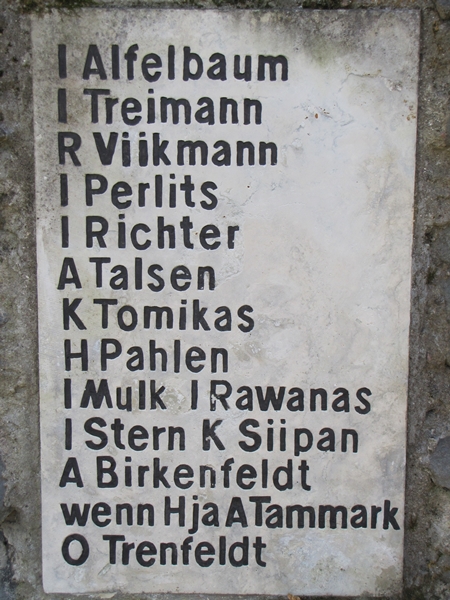 I Alfelbaum
I Treimann
R Viikmann
I Perlits
I Richter
A Talsen
K Tomikas
H Pahlen
I Mulk J Rawanas
I Stern K Siipan
A Birkenfeldt
wenn H ja A Tammark
O Trenfeldt